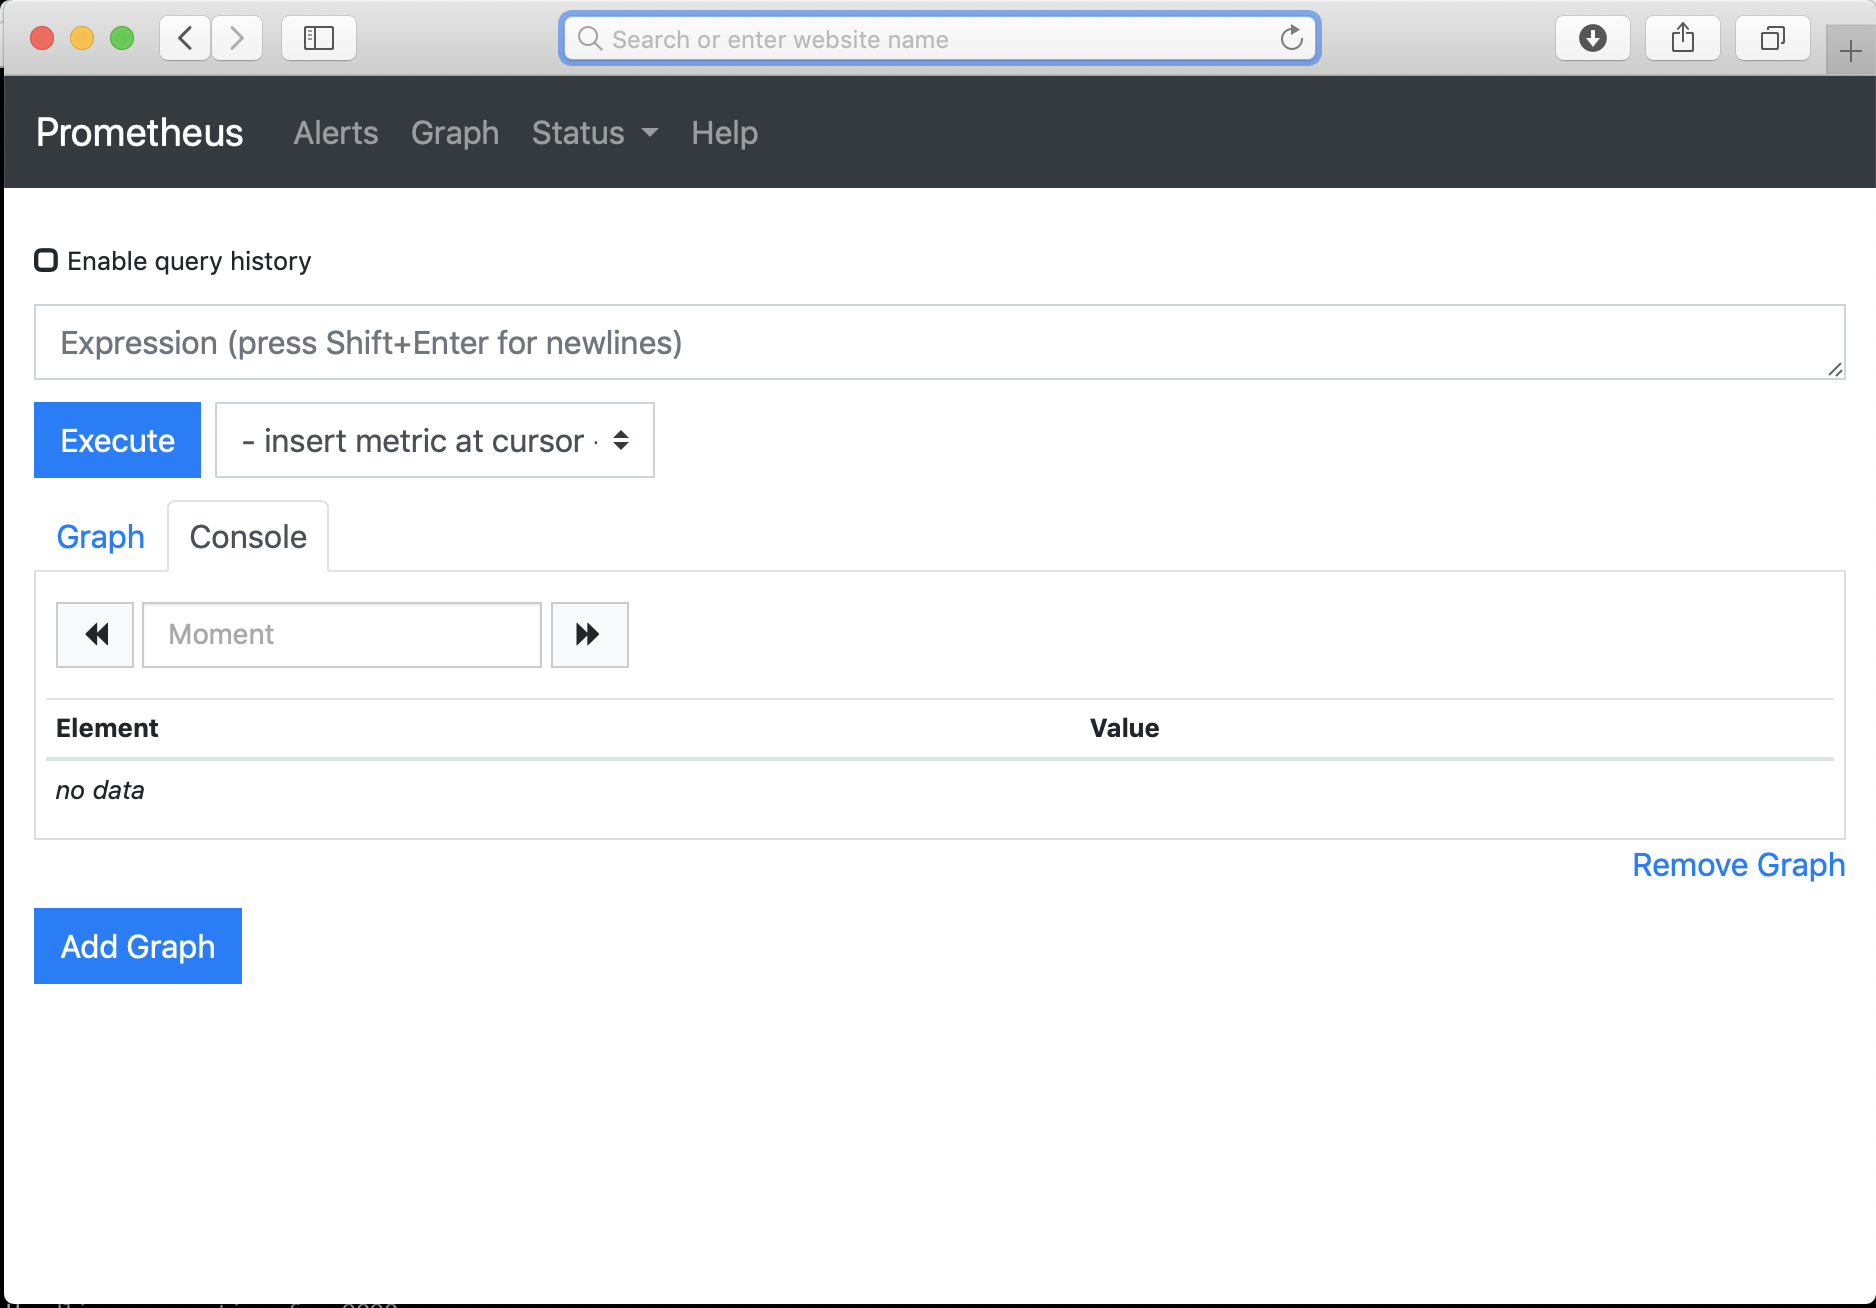 Search or enter website name
Prometheus Alerts Graph Status Help
Enable query history
Expression (press Shift+Enter for newlines)
Execute - insert metric at cursor -
Graph Console
Moment
Element Value
no data
Remove Graph
Add Graph